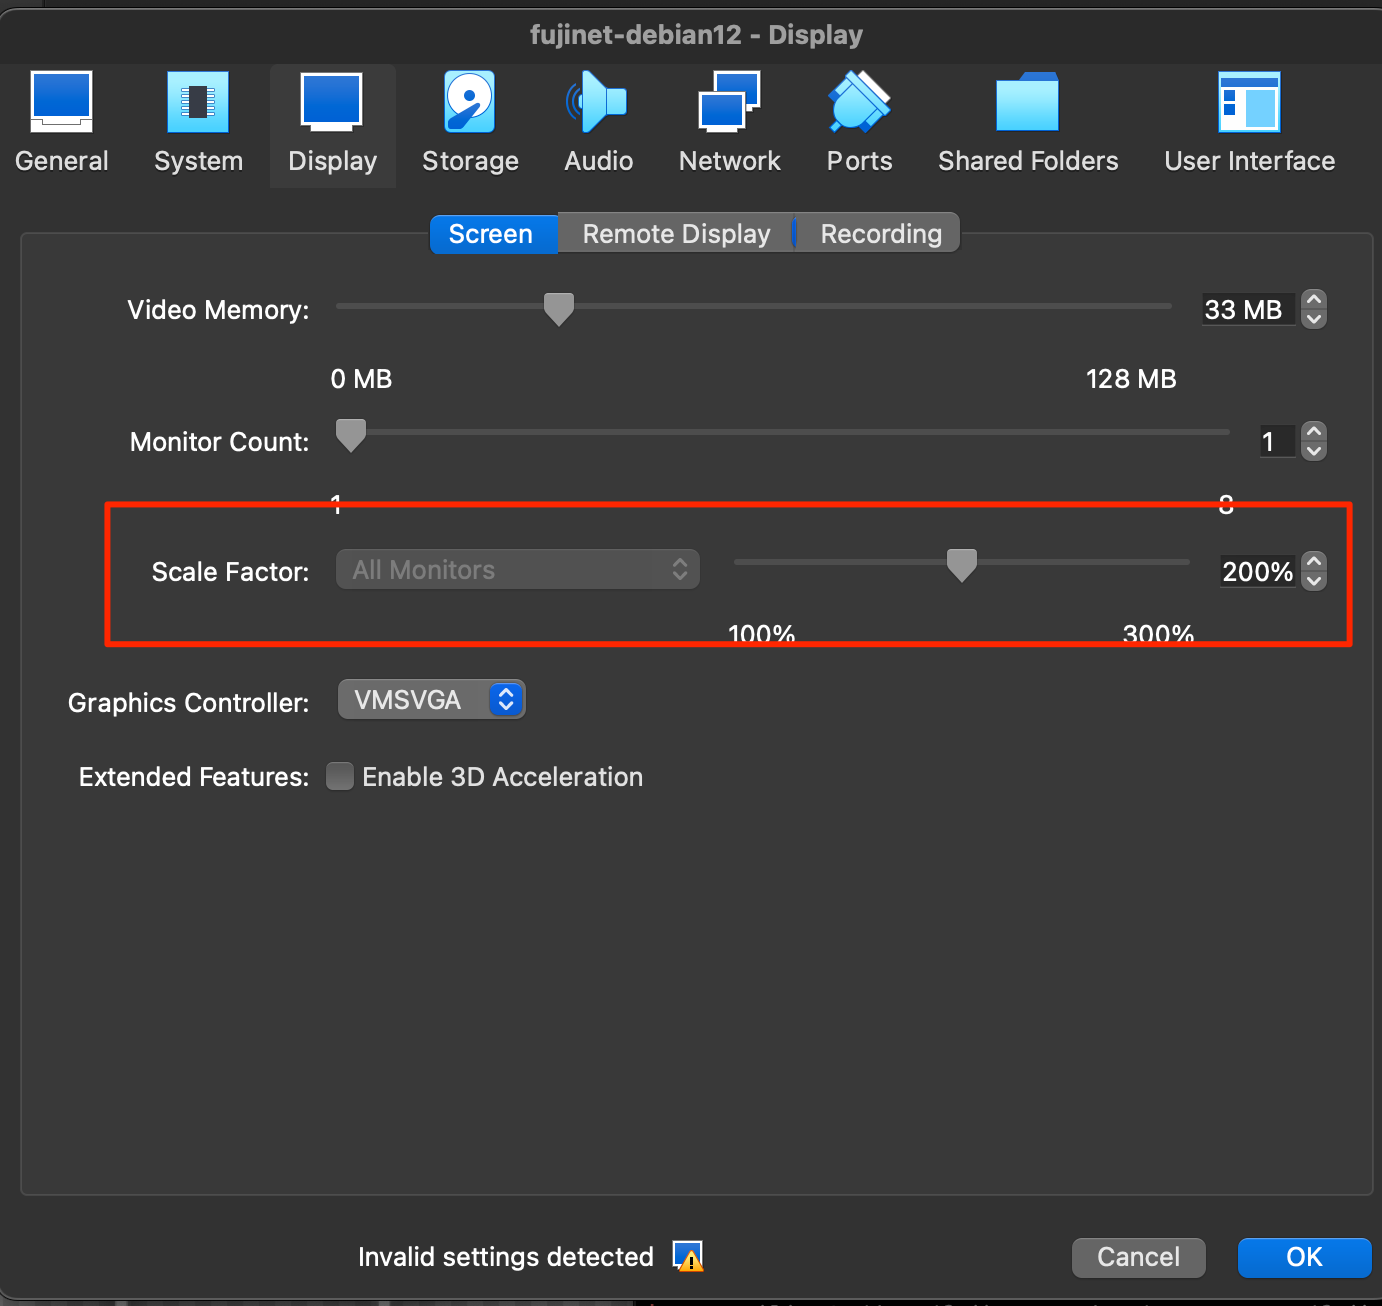 fujinet-debian12 - Display
General System Display Storage Audio Network Ports Shared Folders User Interface
Screen Remote Display Recording
Video Memory: 33 MB
0 MB 128 MB
Monitor Count: 1
1 8
Scale Factor: All Monitors 200%
100% 300%
Graphics Controller: VMSVGA
Extended Features: Enable 3D Acceleration
Invalid settings detected Cancel OK